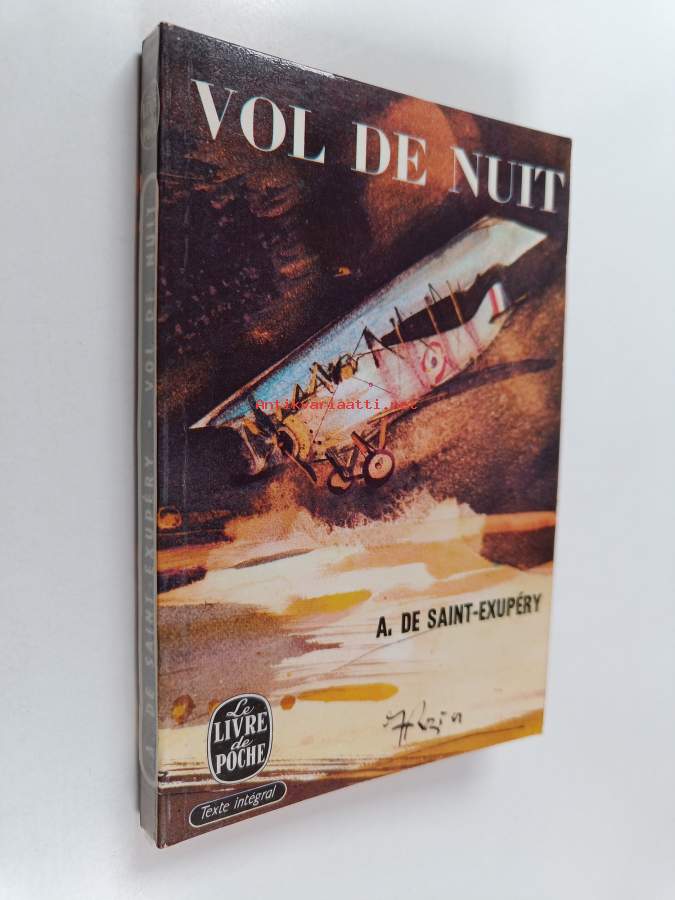 VOL DE NUIT
A. DE SAINT-EXUPÉRY
Le
LIVRE
de
POCHE
Texte intégral
A. DE SAINT-EXUPÉRY - VOL DE NUIT
Antikvariaatti.net